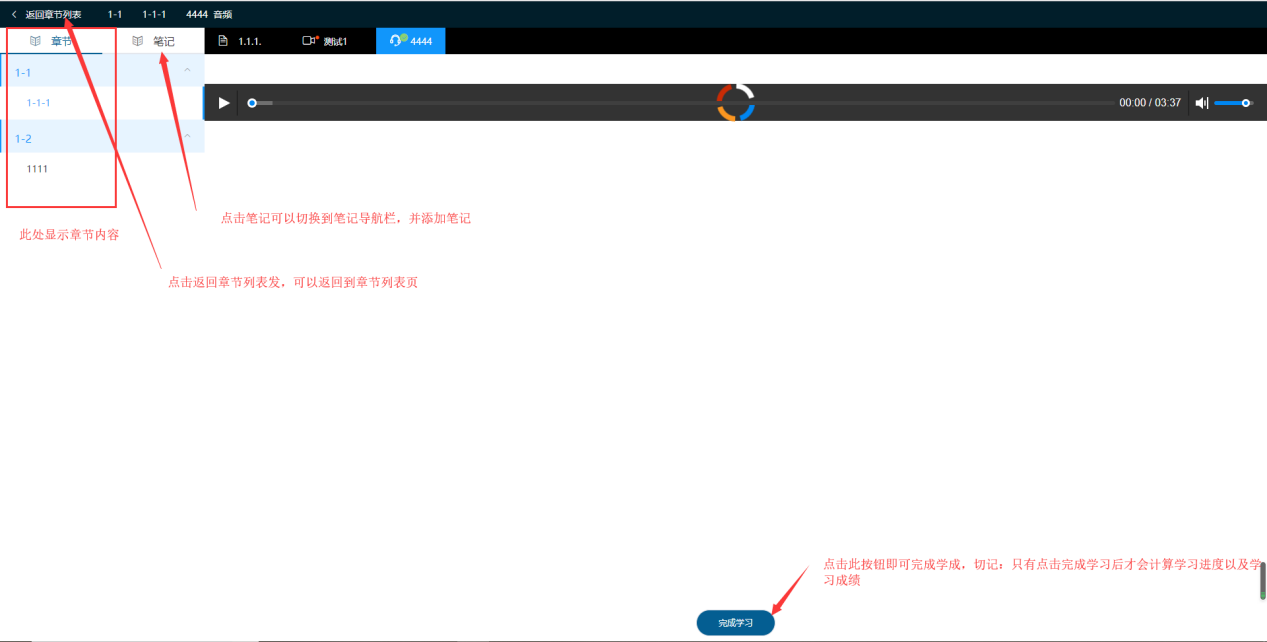 返回章节列表 1-1 1-1-1 4444 音频
章节 笔记 1.1.1. 测试1 4444
1-1
1-1-1
00:00 / 03:37
1-2
1111
点击笔记可以切换到笔记导航栏，并添加笔记
此处显示章节内容
点击返回章节列表发，可以返回到章节列表页
点击此按钮即可完成学成，切记：只有点击完成学习后才会计算学习进度以及学
习成绩
完成学习